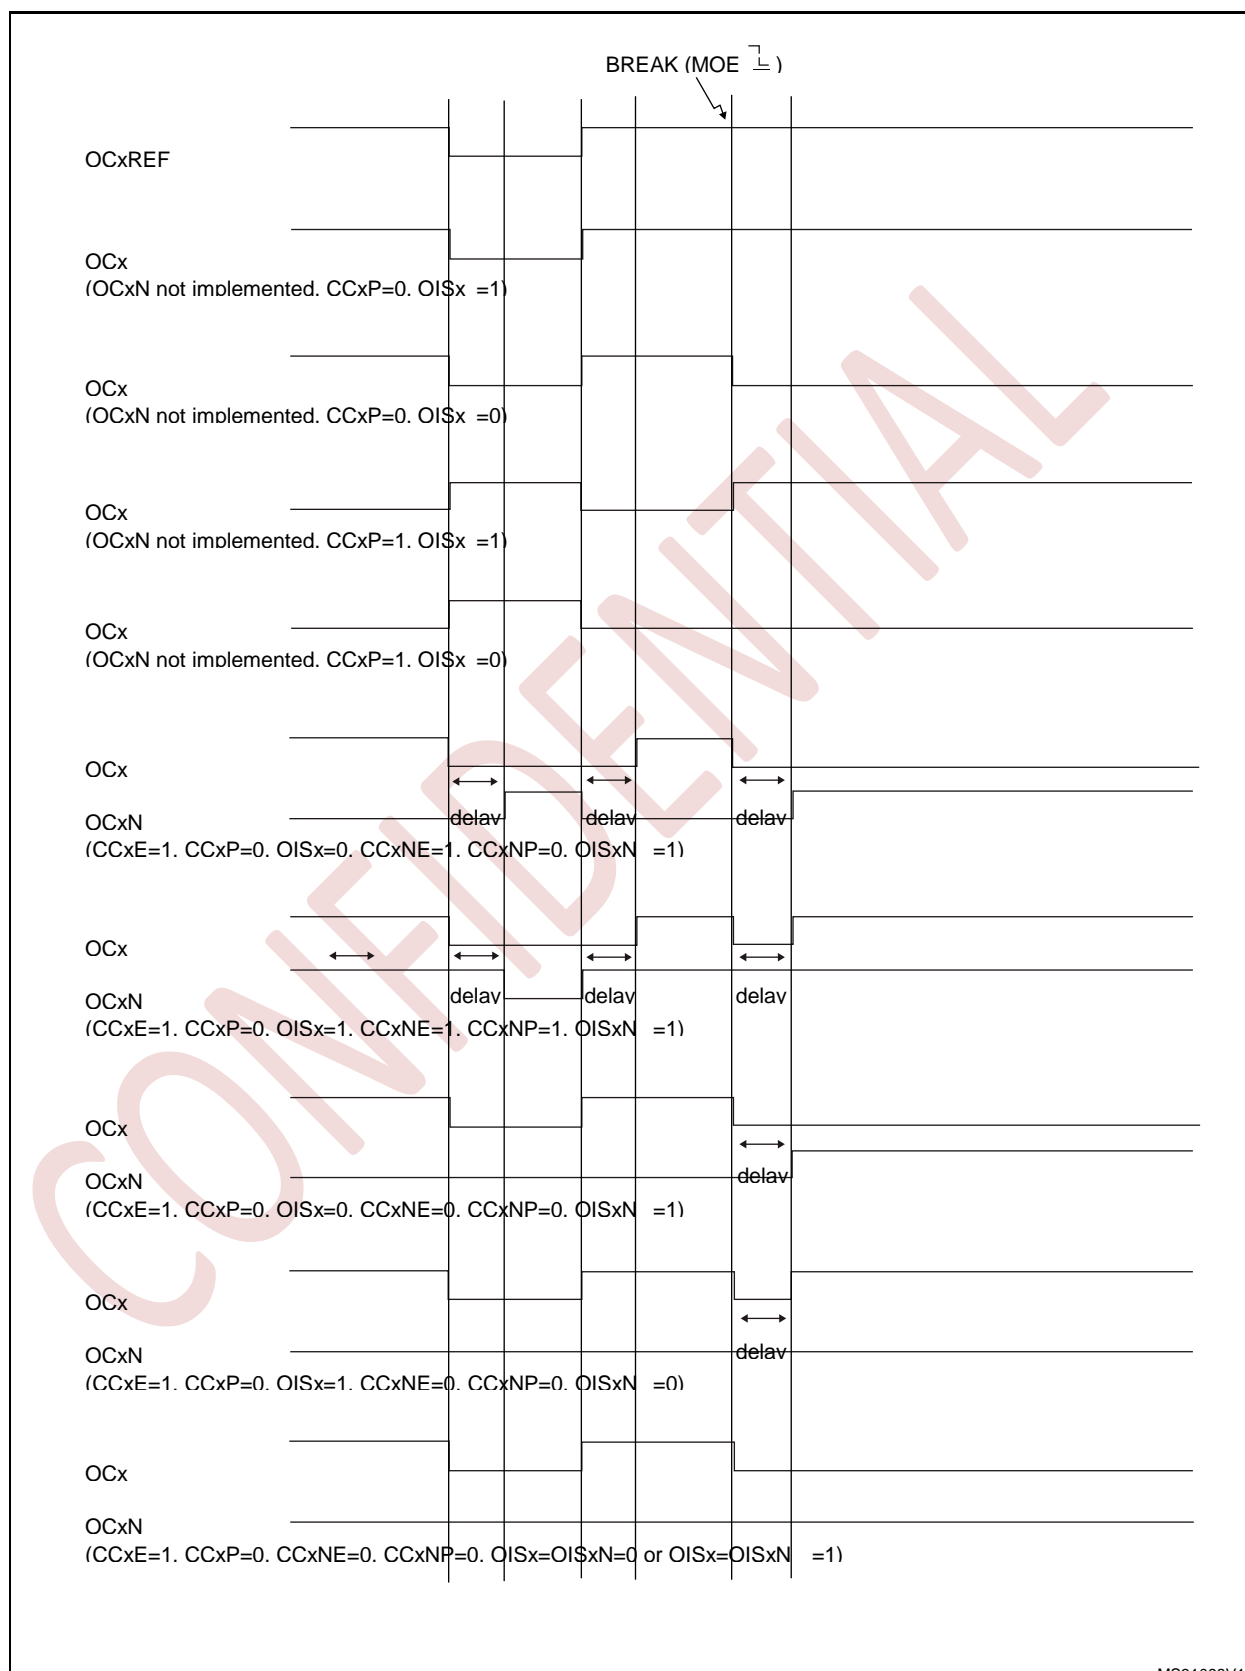 BREAK (MOE )
OCxREF
OCx
(OCxN not implemented, CCxP=0, OISx =1)
OCx
(OCxN not implemented, CCxP=0, OISx =0)
OCx
(OCxN not implemented, CCxP=1, OISx =1)
OCx
(OCxN not implemented, CCxP=1, OISx =0)
OCx
delay delay delay
OCxN
(CCxE=1, CCxP=0, OISx=0, CCxNE=1, CCxNP=0, OISxN =1)
OCx
delay delay delay
OCxN
(CCxE=1, CCxP=0, OISx=1, CCxNE=1, CCxNP=1, OISxN =1)
OCx
delay
OCxN
(CCxE=1, CCxP=0, OISx=0, CCxNE=0, CCxNP=0, OISxN =1)
OCx
delay
OCxN
(CCxE=1, CCxP=0, OISx=1, CCxNE=0, CCxNP=0, OISxN =0)
OCx
OCxN
(CCxE=1, CCxP=0, CCxNE=0, CCxNP=0, OISx=OISxN=0 or OISx=OISxN =1)
CONFIDENTIAL